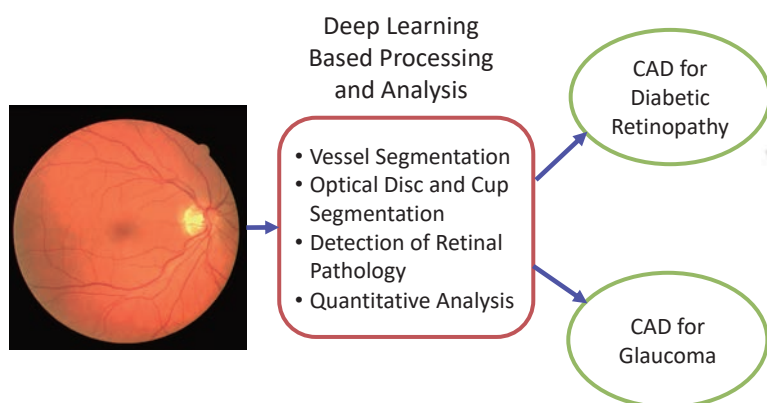 Deep Learning
Based Processing
and Analysis
• Vessel Segmentation
• Optical Disc and Cup
Segmentation
• Detection of Retinal
Pathology
• Quantitative Analysis
CAD for
Diabetic
Retinopathy
CAD for
Glaucoma